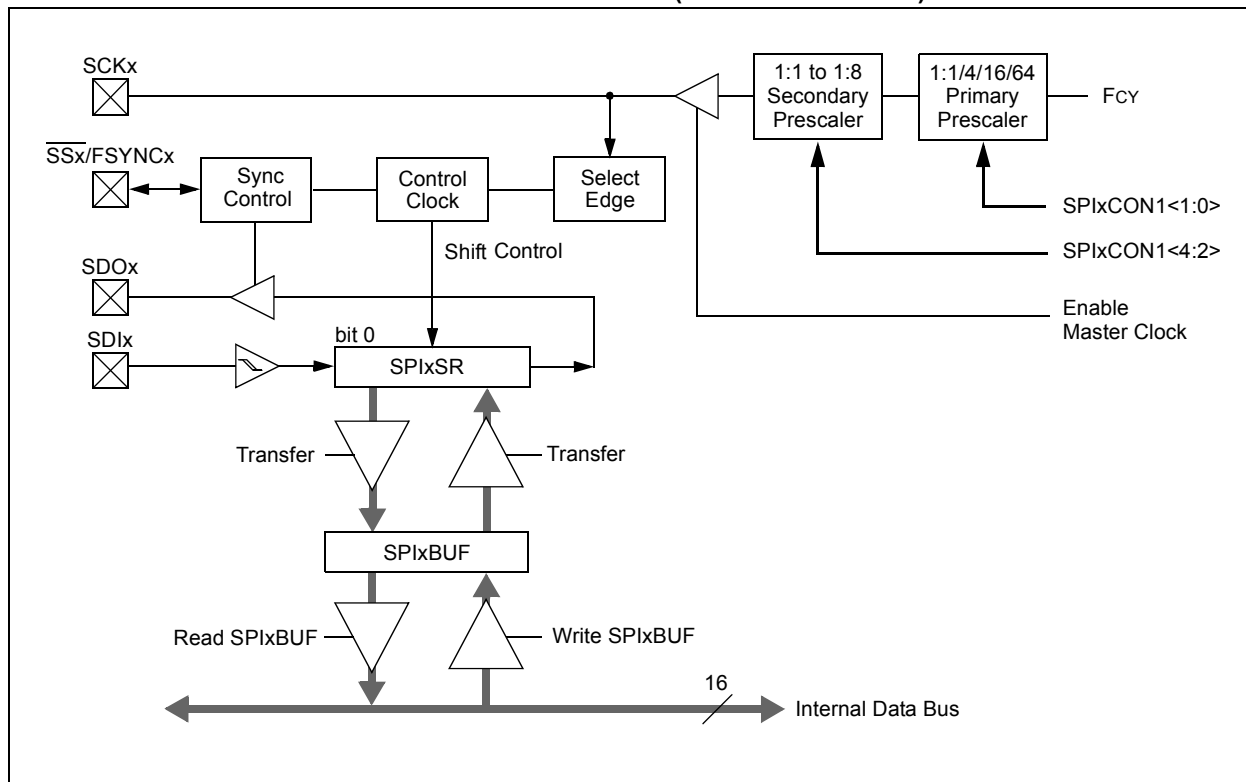 SCKx
1:1 to 1:8
Secondary
Prescaler
1:1/4/16/64
Primary
Prescaler
FCY
SSx/FSYNCx
Sync
Control
Control
Clock
Select
Edge
SPIxCON1<1:0>
Shift Control
SPIxCON1<4:2>
SDOx
Enable
Master Clock
SDIx
bit 0
SPIxSR
Transfer
Transfer
SPIxBUF
Read SPIxBUF
Write SPIxBUF
16
Internal Data Bus